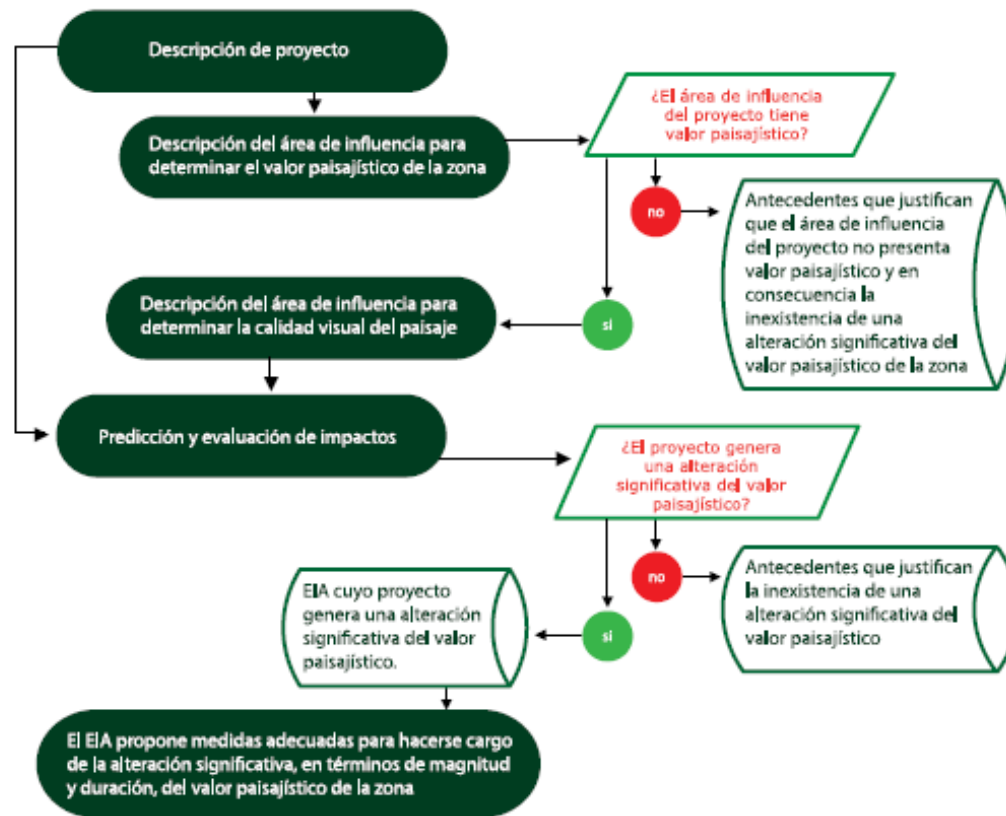 Descripción de proyecto
Descripción del área de influencia para
determinar el valor paisajístico de la zona
¿El área de influencia
del proyecto tiene
valor paisajístico?
no
Antecedentes que justifican
que el área de influencia
del proyecto no presenta
valor paisajístico y en
consecuencia la
inexistencia de una
alteración significativa del
valor paisajístico de la zona
si
Descripción del área de influencia para
determinar la calidad visual del paisaje
Predicción y evaluación de impactos
¿El proyecto genera
una alteración
significativa del valor
paisajístico?
no
Antecedentes que justifican
la inexistencia de una
alteración significativa del
valor paisajístico
si
EIA cuyo proyecto
genera una alteración
significativa del valor
paisajístico.
El EIA propone medidas adecuadas para hacerse cargo
de la alteración significativa, en términos de magnitud
y duración, del valor paisajístico de la zona